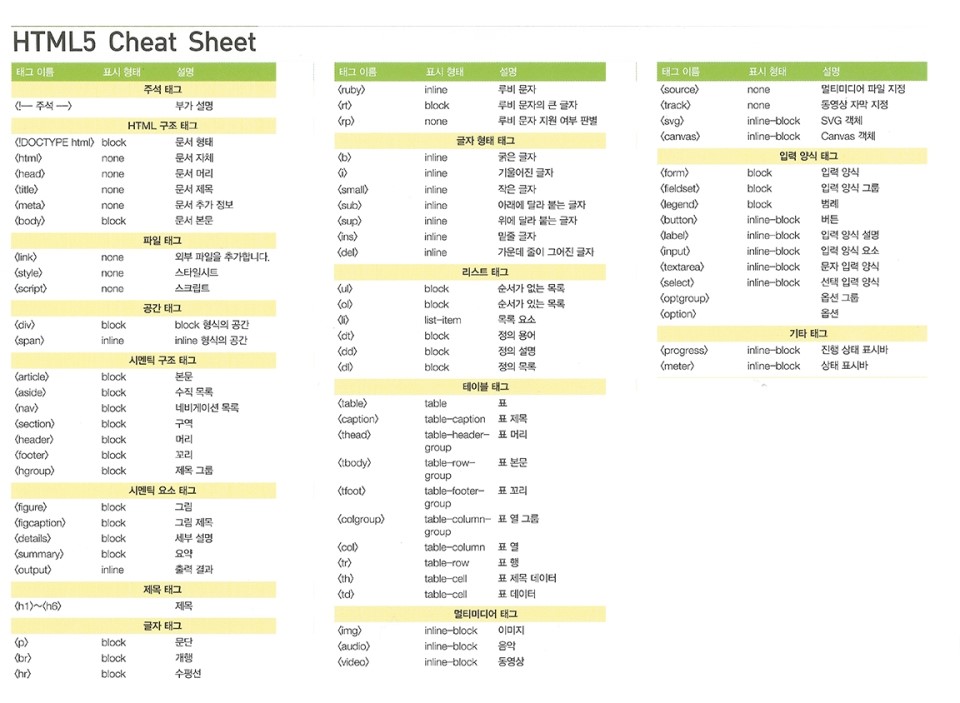 HTML5 Cheat Sheet
태그 이름 표시 형태 설명
주석 태그
〈!— 주석 —〉 부가 설명
HTML 구조 태그
〈!DOCTYPE html〉 block 문서 형태
〈html〉 none 문서 자체
〈head〉 none 문서 머리
〈title〉 none 문서 제목
〈meta〉 none 문서 추가 정보
〈body〉 block 문서 본문
파일 태그
〈link〉 none 외부 파일을 추가합니다.
〈style〉 none 스타일시트
〈script〉 none 스크립트
공간 태그
〈div〉 block block 형식의 공간
〈span〉 inline inline 형식의 공간
시멘틱 구조 태그
〈article〉 block 본문
〈aside〉 block 수직 목록
〈nav〉 block 네비게이션 목록
〈section〉 block 구역
〈header〉 block 머리
〈footer〉 block 꼬리
〈hgroup〉 block 제목 그룹
시멘틱 요소 태그
〈figure〉 block 그림
〈figcaption〉 block 그림 제목
〈details〉 block 세부 설명
〈summary〉 block 요약
〈output〉 inline 출력 결과
제목 태그
〈h1〉~〈h6〉 제목
글자 태그
〈p〉 block 문단
〈br〉 block 개행
〈hr〉 block 수평선
태그 이름 표시 형태 설명
〈ruby〉 inline 루비 문자
〈rt〉 block 루비 문자의 큰 글자
〈rp〉 none 루비 문자 지원 여부 판별
글자 형태 태그
〈b〉 inline 굵은 글자
〈i〉 inline 기울어진 글자
〈small〉 inline 작은 글자
〈sub〉 inline 아래에 달라 붙는 글자
〈sup〉 inline 위에 달라 붙는 글자
〈ins〉 inline 밑줄 글자
〈del〉 inline 가운데 줄이 그어진 글자
리스트 태그
〈ul〉 block 순서가 없는 목록
〈ol〉 block 순서가 있는 목록
〈li〉 list-item 목록 요소
〈dt〉 block 정의 용어
〈dd〉 block 정의 설명
〈dl〉 block 정의 목록
테이블 태그
〈table〉 table 표
〈caption〉 table-caption 표 제목
〈thead〉 table-header- 표 머리
group
〈tbody〉 table-row- 표 본문
group
〈tfoot〉 table-footer- 표 꼬리
group
〈colgroup〉 table-column- 표 열 그룹
group
〈col〉 table-column 표 열
〈tr〉 table-row 표 행
〈th〉 table-cell 표 제목 데이터
〈td〉 table-cell 표 데이터
멀티미디어 태그
〈img〉 inline-block 이미지
〈audio〉 inline-block 음악
〈video〉 inline-block 동영상
태그 이름 표시 형태 설명
〈source〉 none 멀티미디어 파일 지정
〈track〉 none 동영상 자막 지정
〈svg〉 inline-block SVG 객체
〈canvas〉 inline-block Canvas 객체
입력 양식 태그
〈form〉 block 입력 양식
〈fieldset〉 block 입력 양식 그룹
〈legend〉 block 범례
〈button〉 inline-block 버튼
〈label〉 inline-block 입력 양식 설명
〈input〉 inline-block 입력 양식 요소
〈textarea〉 inline-block 문자 입력 양식
〈select〉 inline-block 선택 입력 양식
〈optgroup〉 옵션 그룹
〈option〉 옵션
기타 태그
〈progress〉 inline-block 진행 상태 표시바
〈meter〉 inline-block 상태 표시바